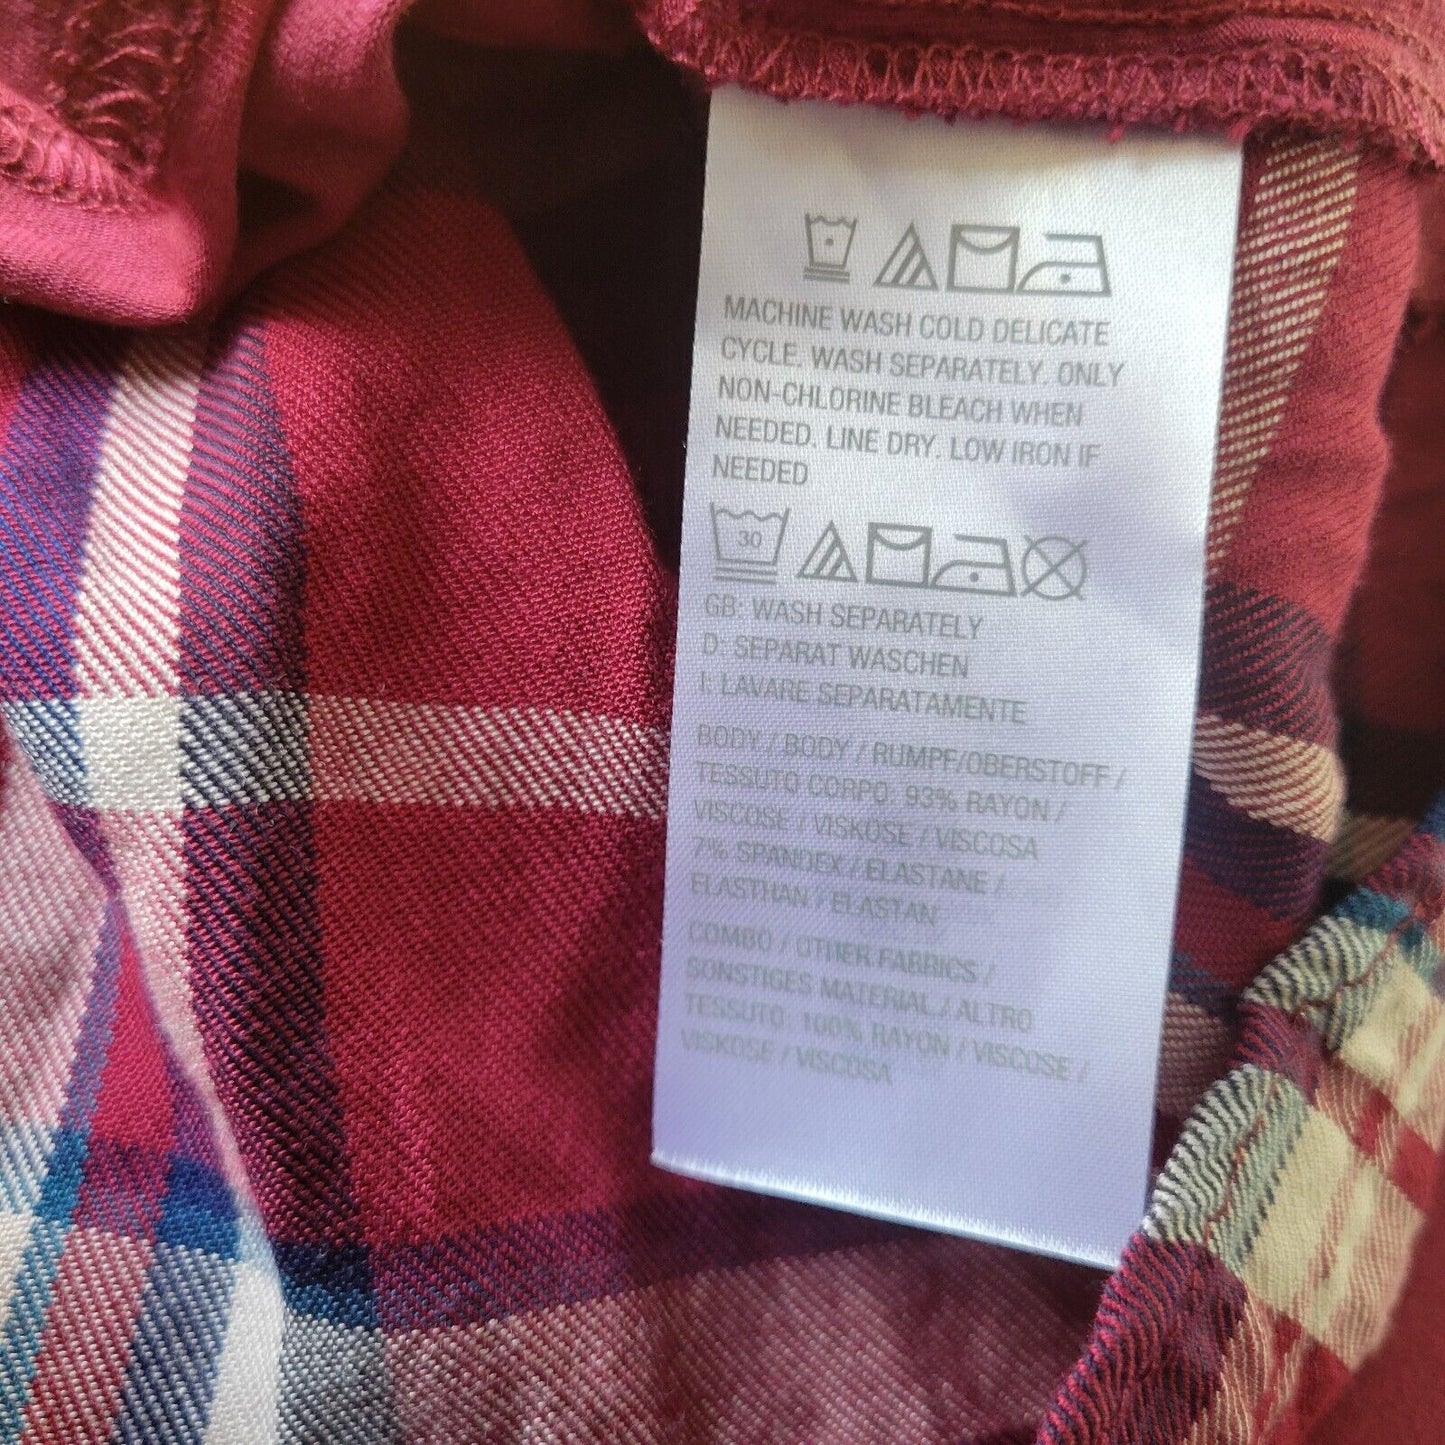 MACHINE WASH COLD DELICATE
CYCLE. WASH SEPARATELY. ONLY
NON-CHLORINE BLEACH WHEN
NEEDED. LINE DRY. LOW IRON IF
NEEDED
30
GB: WASH SEPARATELY
D: SEPARAT WASCHEN
I: LAVARE SEPARATAMENTE
BODY / BODY / RUMPF/OBERSTOFF /
TESSUTO CORPO: 93% RAYON /
VISCOSE / VISKOSE / VISCOSA
7% SPANDEX / ELASTANE /
ELASTHAN / ELASTAN
COMBO / OTHER FABRICS /
SONSTIGES MATERIAL / ALTRO
TESSUTO: 100% RAYON / VISCOSE /
VISKOSE / VISCOSA